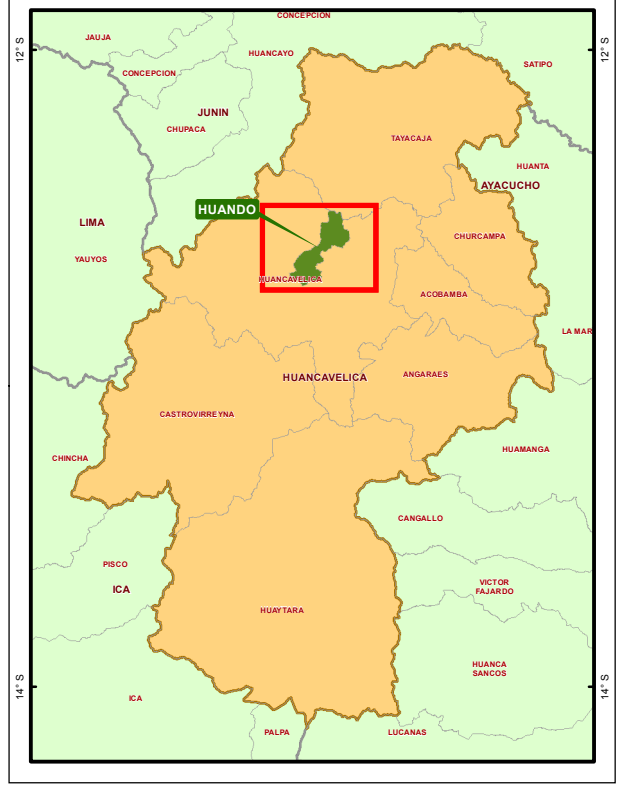 CONCEPCION
JAUJA
12° S
12° S
HUANCAYO
SATIPO
CONCEPCION
JUNIN
CHUPACA
TAYACAJA
HUANTA
AYACUCHO
HUANDO
LIMA
CHURCAMPA
YAUYOS
HUANCAVELICA
ACOBAMBA
LA MAR
HUANCAVELICA
ANGARAES
CASTROVIRREYNA
HUAMANGA
CHINCHA
CANGALLO
PISCO
ICA
VICTOR
FAJARDO
HUAYTARA
HUANCA
SANCOS
14° S
14° S
ICA
PALPA
LUCANAS